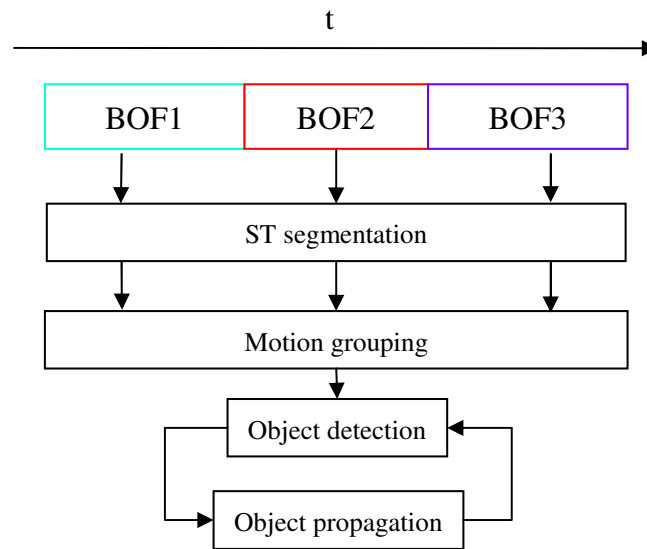 t
BOF1 BOF2 BOF3
ST segmentation
Motion grouping
Object detection
Object propagation